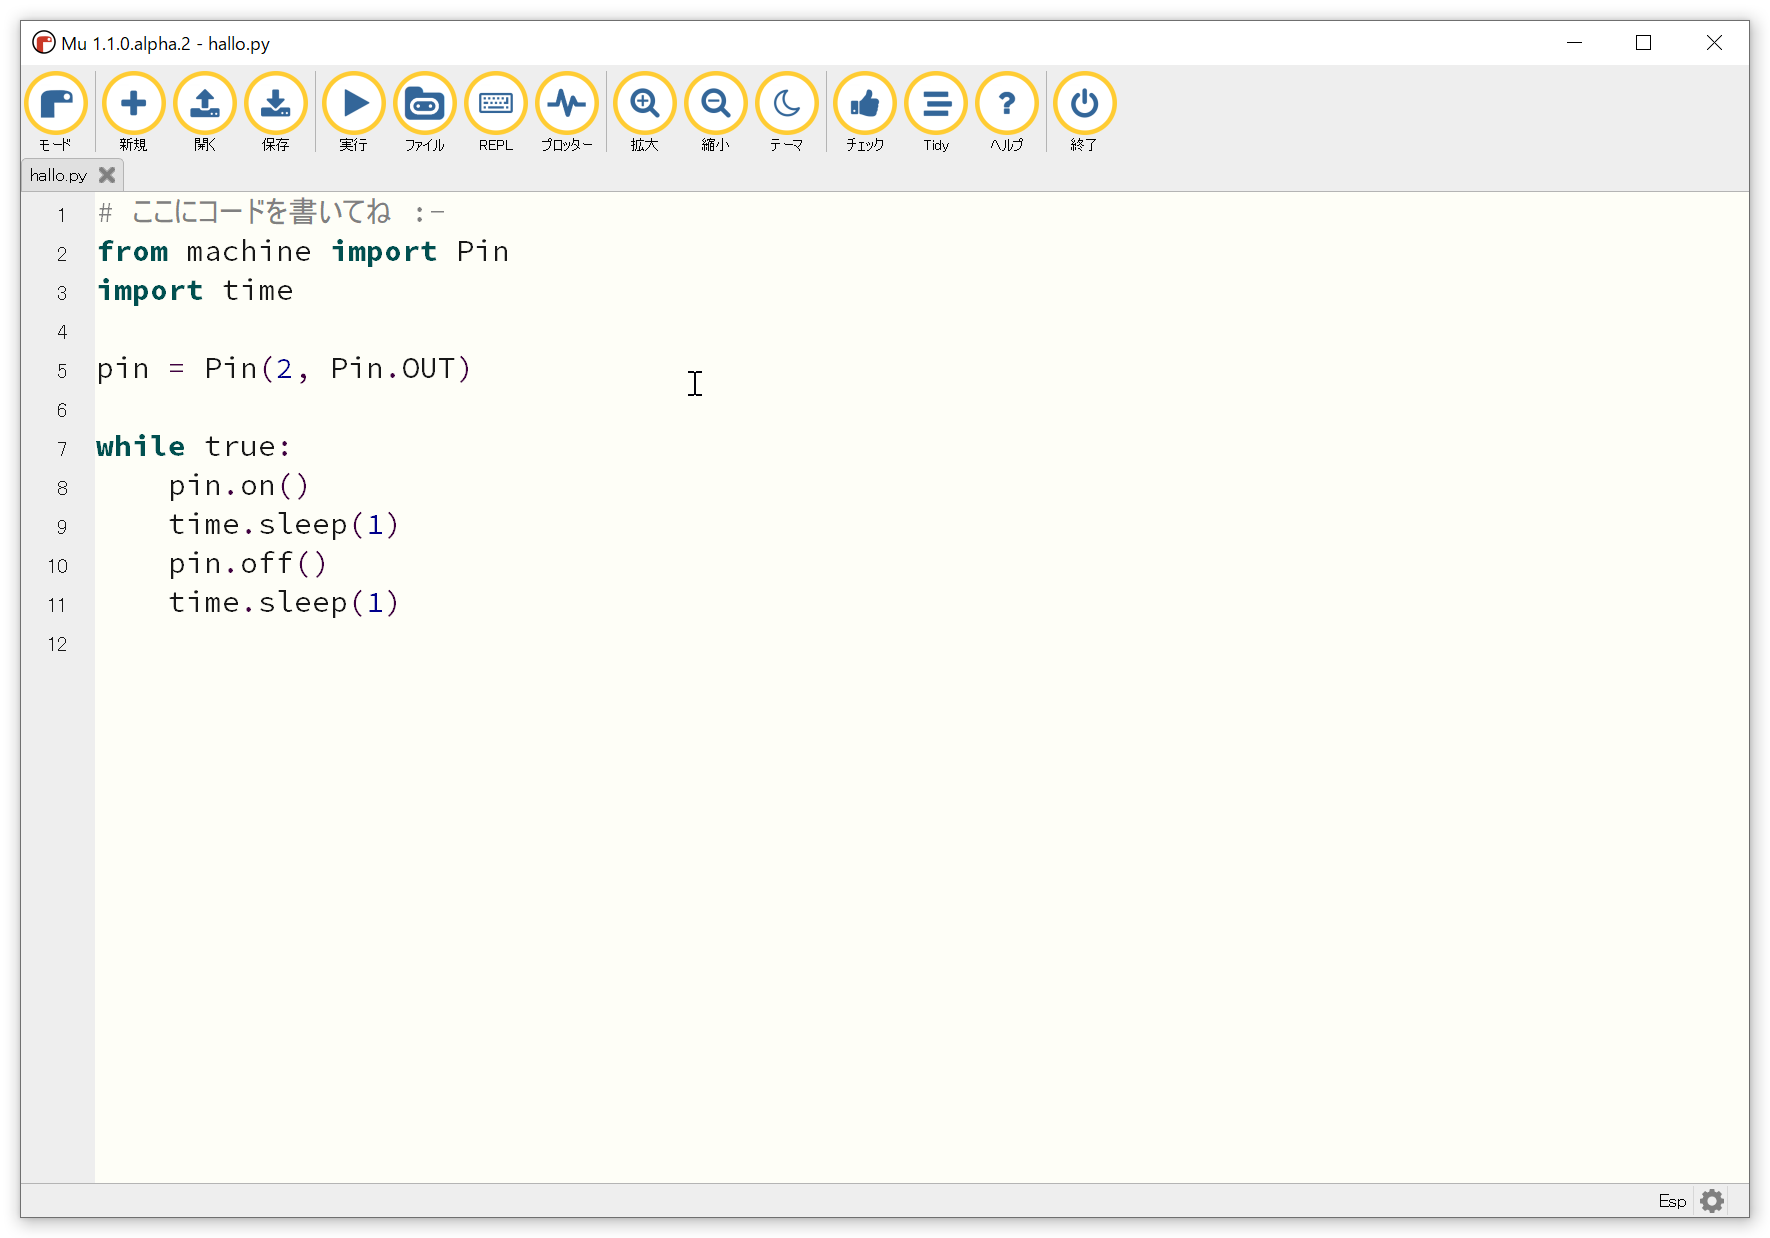 Mu 1.1.0.alpha.2 - hallo.py
モード 新規 開く 保存 実行 ファイル REPL プロッター 拡大 縮小 テーマ チェック Tidy ヘルプ 終了
hallo.py
1 # ここにコードを書いてね :-
2 from machine import Pin
3 import time
4
5 pin = Pin(2, Pin.OUT)
6
7 while true:
8     pin.on()
9     time.sleep(1)
10     pin.off()
11     time.sleep(1)
12
Esp